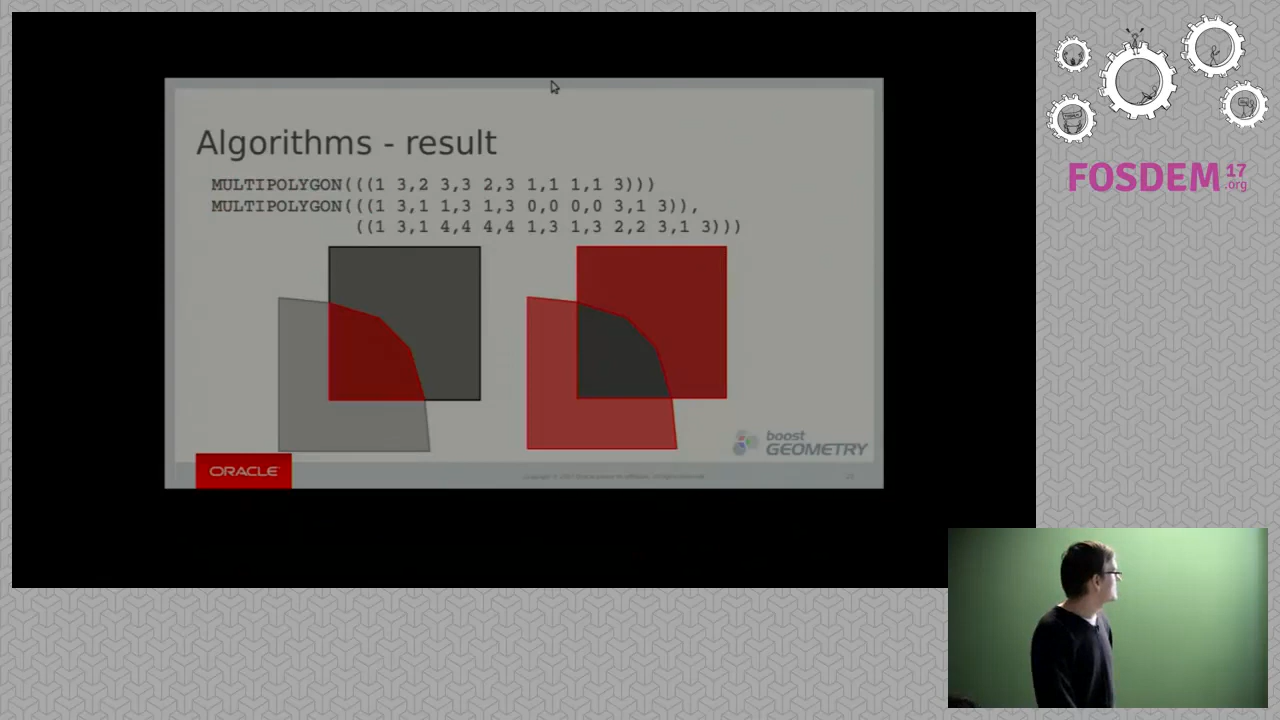 Algorithms - result
MULTIPOLYGON(((1 3,2 3,3 2,3 1,1 1,1 3)))
MULTIPOLYGON(((1 3,1 1,3 1,3 0,0 0,0 3,1 3)),
((1 3,1 4,4 4,4 1,3 1,3 2,2 3,1 3)))
boost
GEOMETRY
ORACLE
FOSDEM 17
.org